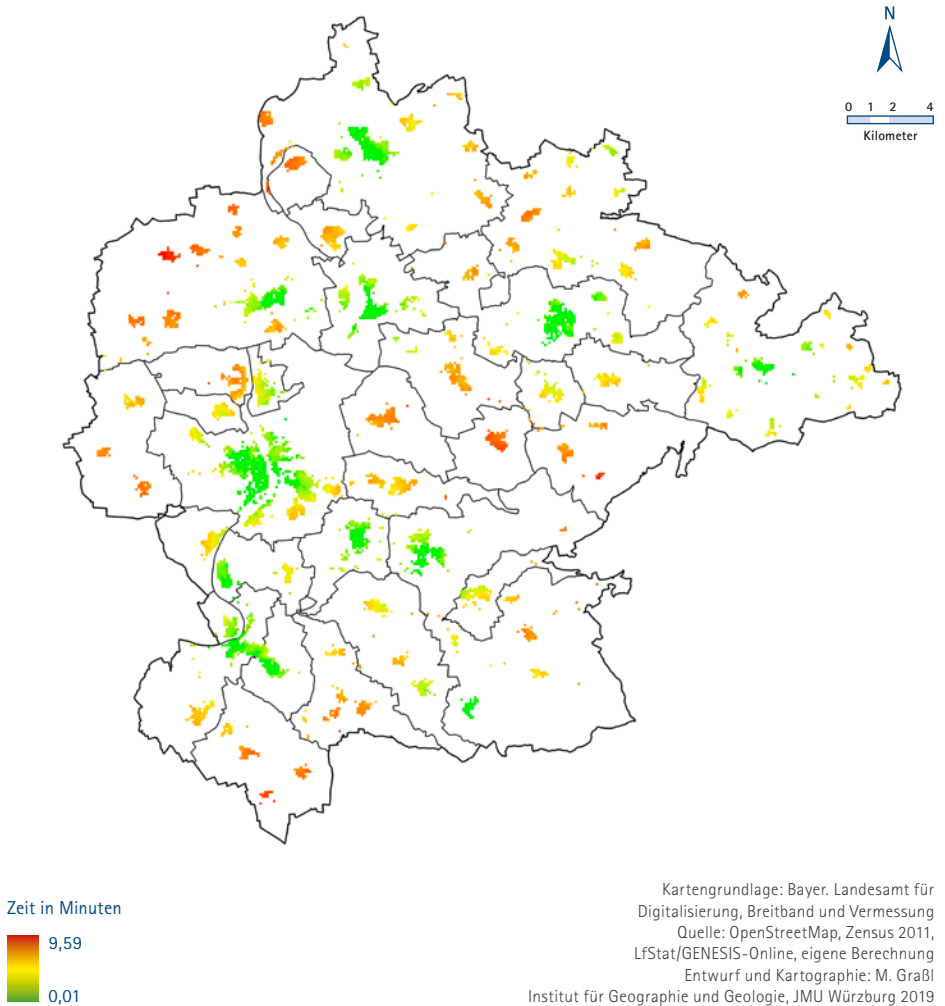 N
0 1 2 4
Kilometer
Zeit in Minuten
9,59
0,01
Kartengrundlage: Bayer. Landesamt für
Digitalisierung, Breitband und Vermessung
Quelle: OpenStreetMap, Zensus 2011,
LfStat/GENESIS-Online, eigene Berechnung
Entwurf und Kartographie: M. Graßl
Institut für Geographie und Geologie, JMU Würzburg 2019